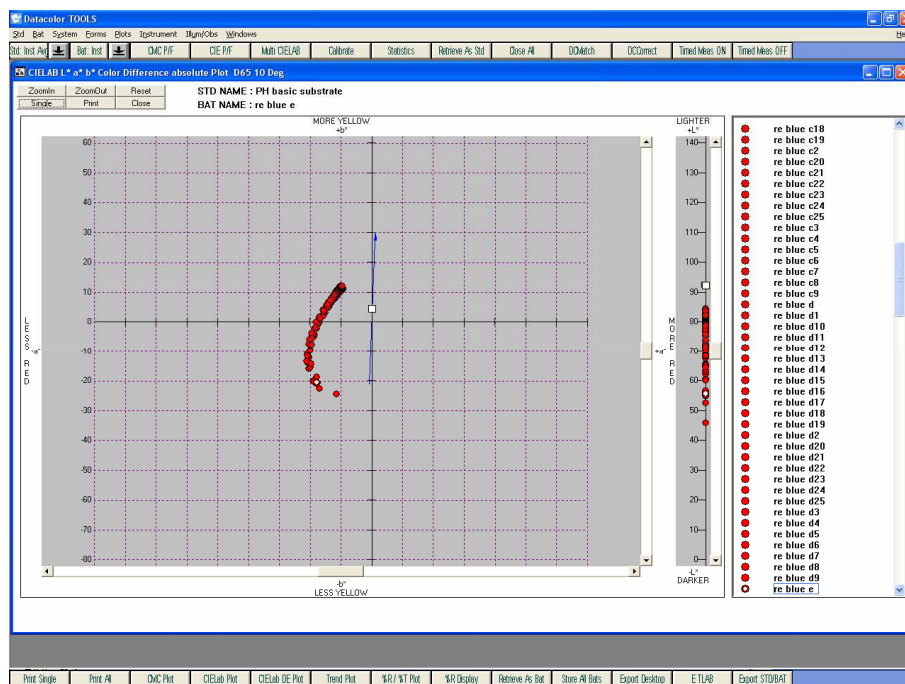 Datacolor TOOLS
Std Bat System Forms Plots Instrument Illum/Obs Windows He
Std: Inst Avg Bat: Inst CMC P/F CIE P/F Multi CIELAB Calibrate Statistics Retrieve As Std Close All DCMatch DCCorrect Timed Meas ON Timed Meas OFF
CIELAB L* a* b* Color Difference absolute Plot D65 10 Deg
ZoomIn ZoomOut Reset STD NAME : PH basic substrate
Single Print Close BAT NAME : re blue e
MORE YELLOW
+b*
LIGHTER
+L*
60
50
40
30
20
10
0
-10
-20
-30
-40
-50
-60
-70
-80
LESS RED
-a*
MORE RED
+a*
-b*
LESS YELLOW
140
130
120
110
100
90
80
70
60
50
40
30
20
10
0
-L*
DARKER
re blue c18
re blue c19
re blue c2
re blue c20
re blue c21
re blue c22
re blue c23
re blue c24
re blue c25
re blue c3
re blue c4
re blue c5
re blue c6
re blue c7
re blue c8
re blue c9
re blue d
re blue d1
re blue d10
re blue d11
re blue d12
re blue d13
re blue d14
re blue d15
re blue d16
re blue d17
re blue d18
re blue d19
re blue d2
re blue d20
re blue d21
re blue d22
re blue d23
re blue d24
re blue d25
re blue d3
re blue d4
re blue d5
re blue d6
re blue d7
re blue d8
re blue d9
re blue e
Print Single Print All CMC Plot CIELab Plot CIELab DE Plot Trend Plot %R / %T Plot %R Display Retrieve As Bat Store All Bats Export Desktop ETLAB Export STD/BAT